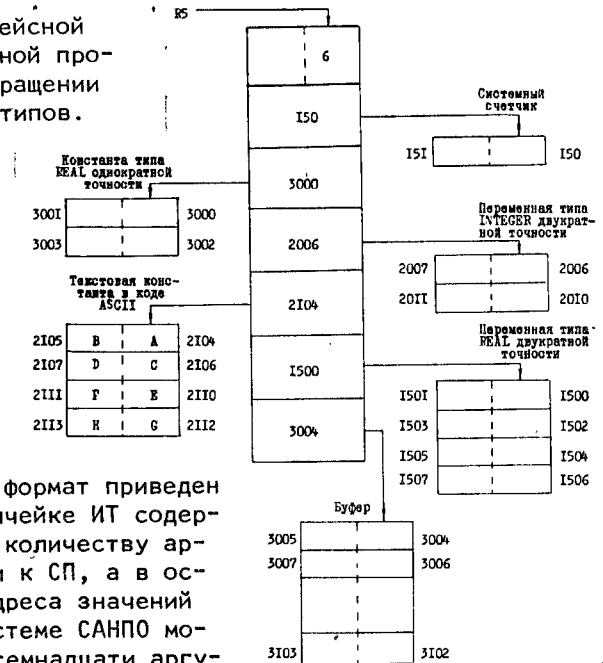 R5
ейсной
ной про-
ращении
типов.
6
I50
3000
2006
2I04
I500
3004
Системный
счетчик
I5I I50
Константа типа
REAL однократной
точности
300I 3000
3003 3002
Переменная типа
INTEGER двукрат-
ной точности
2007 2006
20II 20I0
Текстовая конс-
танта в коде
ASCII
2I05 B A 2I04
2I07 D C 2I06
2III F E 2II0
2II3 H G 2II2
Переменная типа
REAL двукратной
точности
I50I I500
I503 I502
I505 I504
I507 I506
формат приведен
ячейке ИТ содер-
количеству ар-
и к СП, а в ос-
дреса значений
стеме САНПО мо-
семнадцати аргу-
Буфер
3005 3004
3007 3006
3I03 3I02